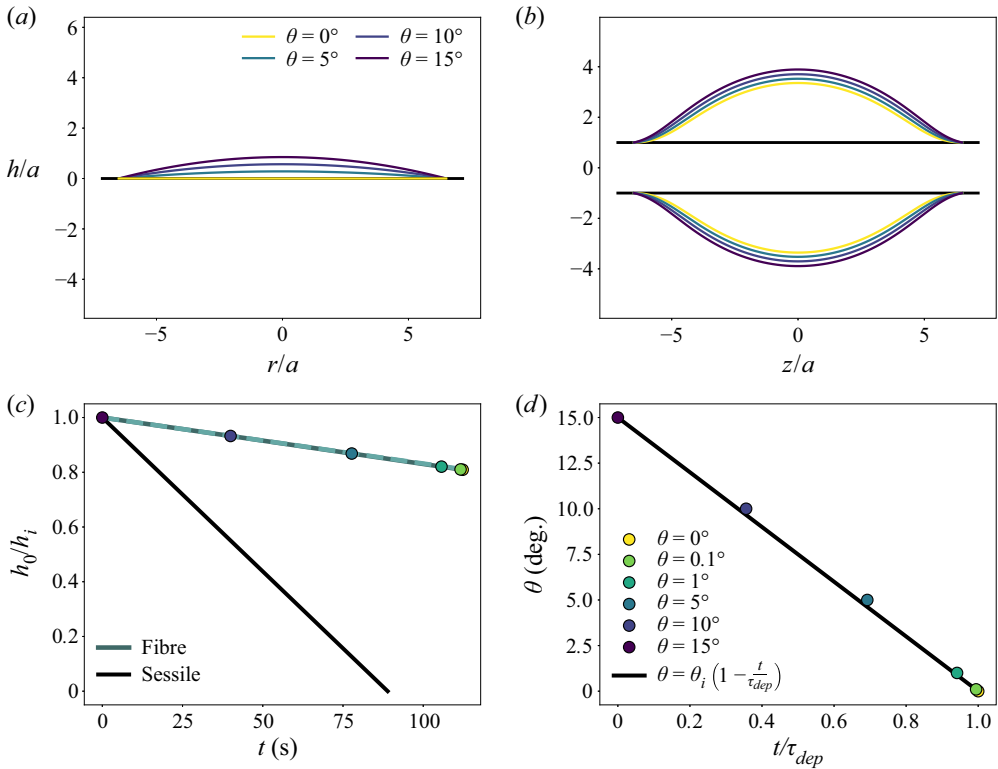 (a)
6
4
2
0
−2
−4
h/a
−5
0
5
r/a
θ = 0° θ = 10°
θ = 5° θ = 15°
(b)
4
2
0
−2
−4
−5
0
5
z/a
(c)
1.0
0.8
0.6
0.4
0.2
0
h₀/hᵢ
0
25
50
75
100
t (s)
Fibre
Sessile
(d)
15.0
12.5
10.0
7.5
5.0
2.5
0
θ (deg.)
θ = 0°
θ = 0.1°
θ = 1°
θ = 5°
θ = 10°
θ = 15°
θ = θᵢ (1 − t/τ_dep)
0
0.2
0.4
0.6
0.8
1.0
t/τ_dep